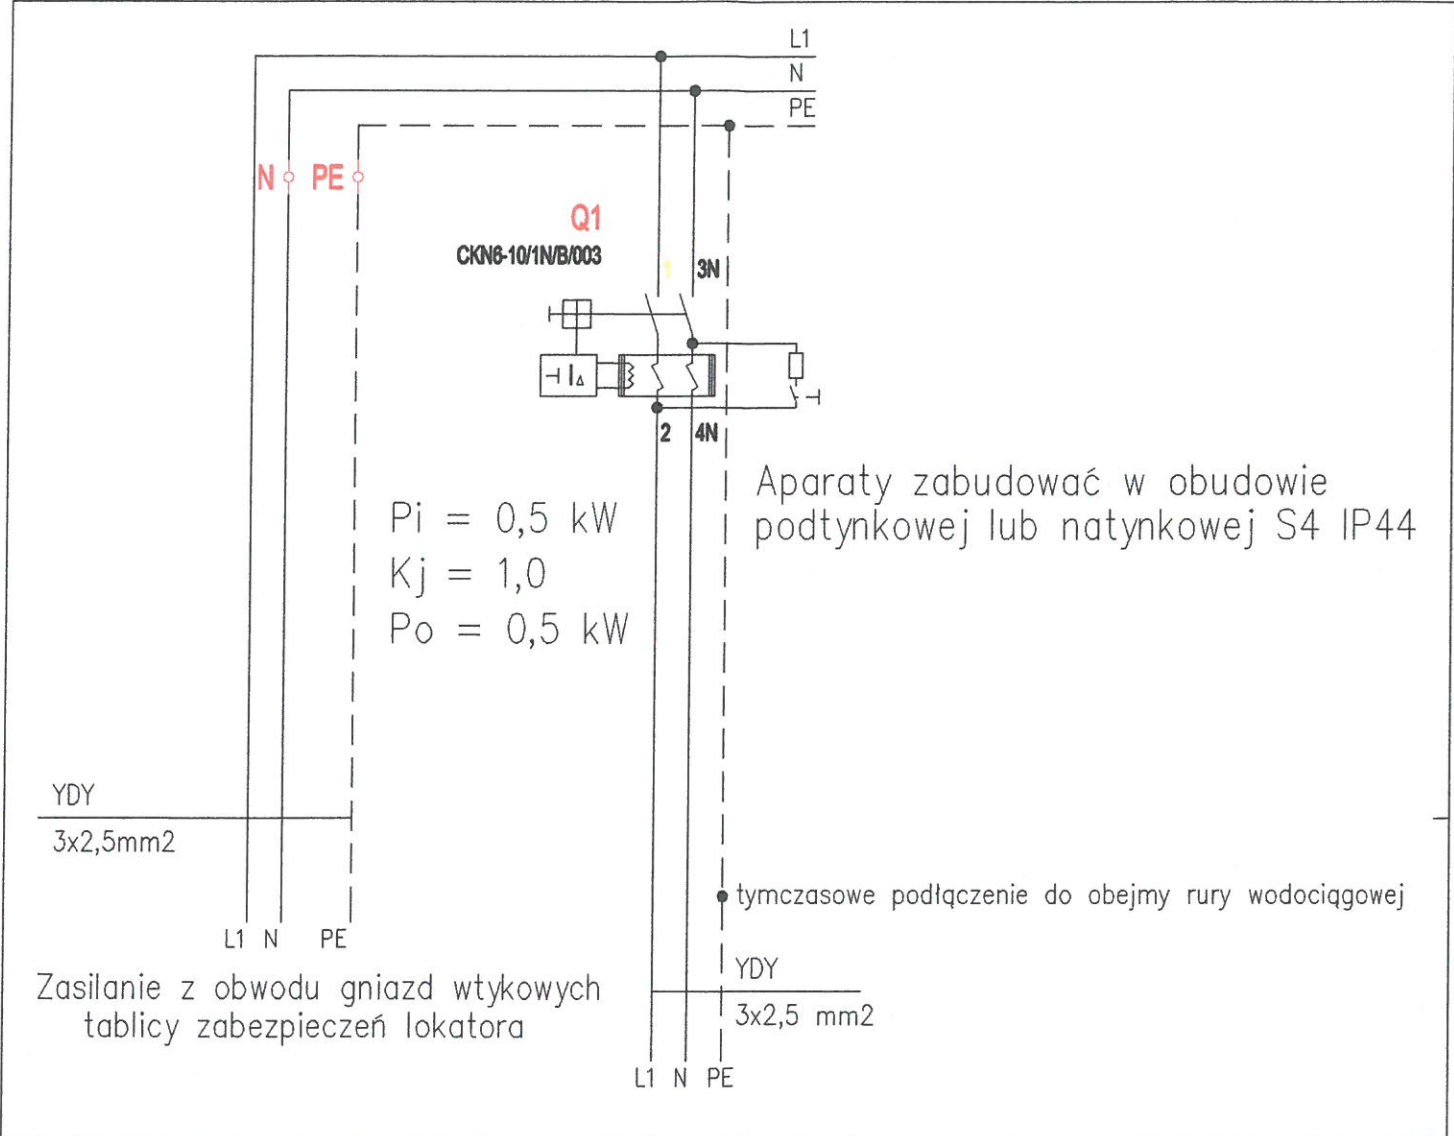 L1
N
PE
N PE
Q1
CKN6-10/1N/B/003
1 3N
2 4N
Aparaty zabudować w obudowie
podtynkowej lub natynkowej S4 IP44
Pi = 0,5 kW
Kj = 1,0
Po = 0,5 kW
YDY
3x2,5mm2
tymczasowe podłączenie do obejmy rury wodociągowej
L1 N PE
Zasilanie z obwodu gniazd wtykowych
tablicy zabezpieczeń lokatora
YDY
3x2,5 mm2
L1 N PE